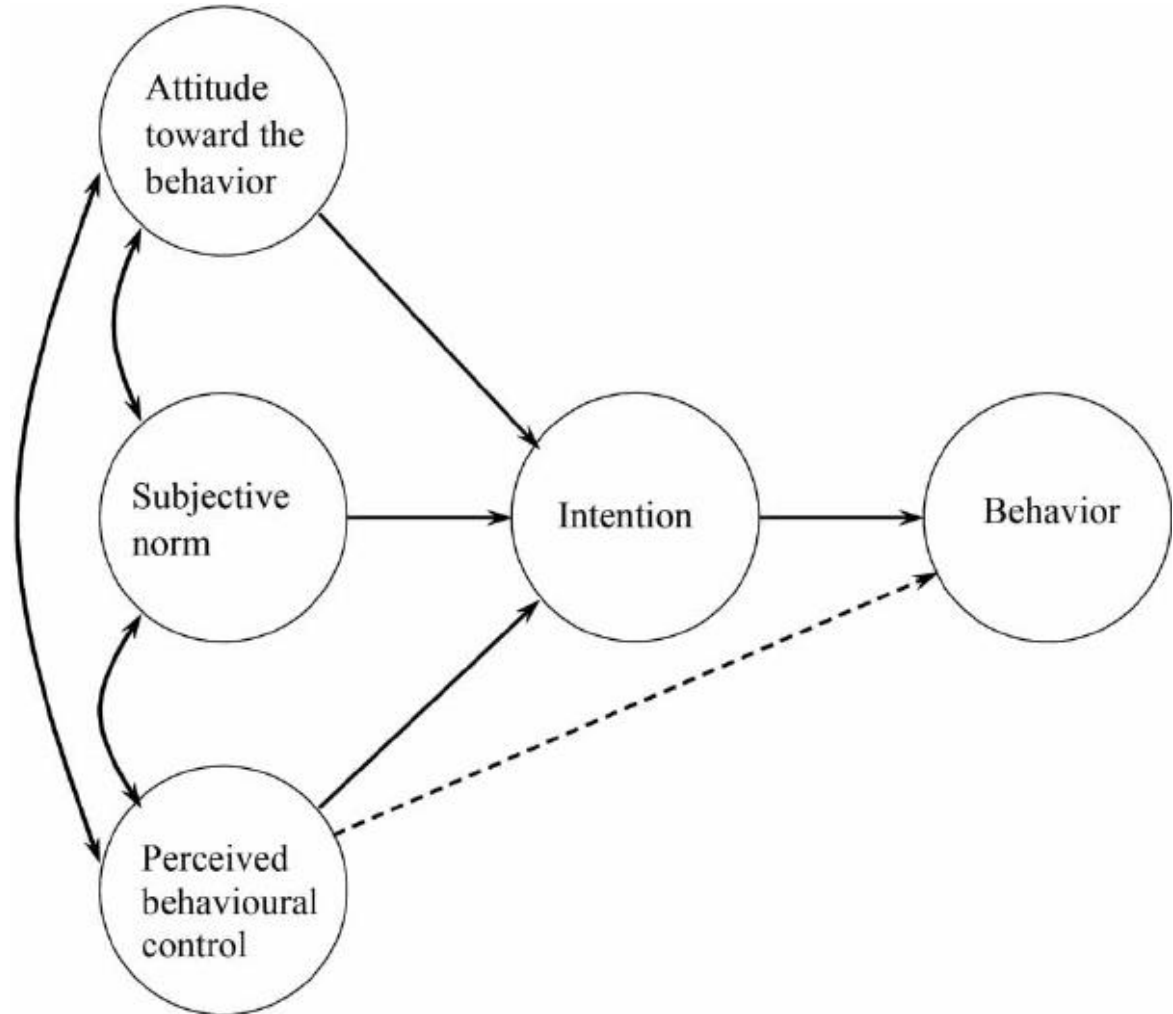 Attitude
toward the
behavior
Subjective
norm
Intention
Behavior
Perceived
behavioural
control